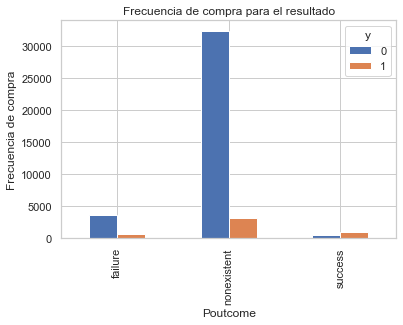 Frecuencia de compra para el resultado
y
0
1
Frecuencia de compra
30000
25000
20000
15000
10000
5000
0
failure
nonexistent
success
Poutcome